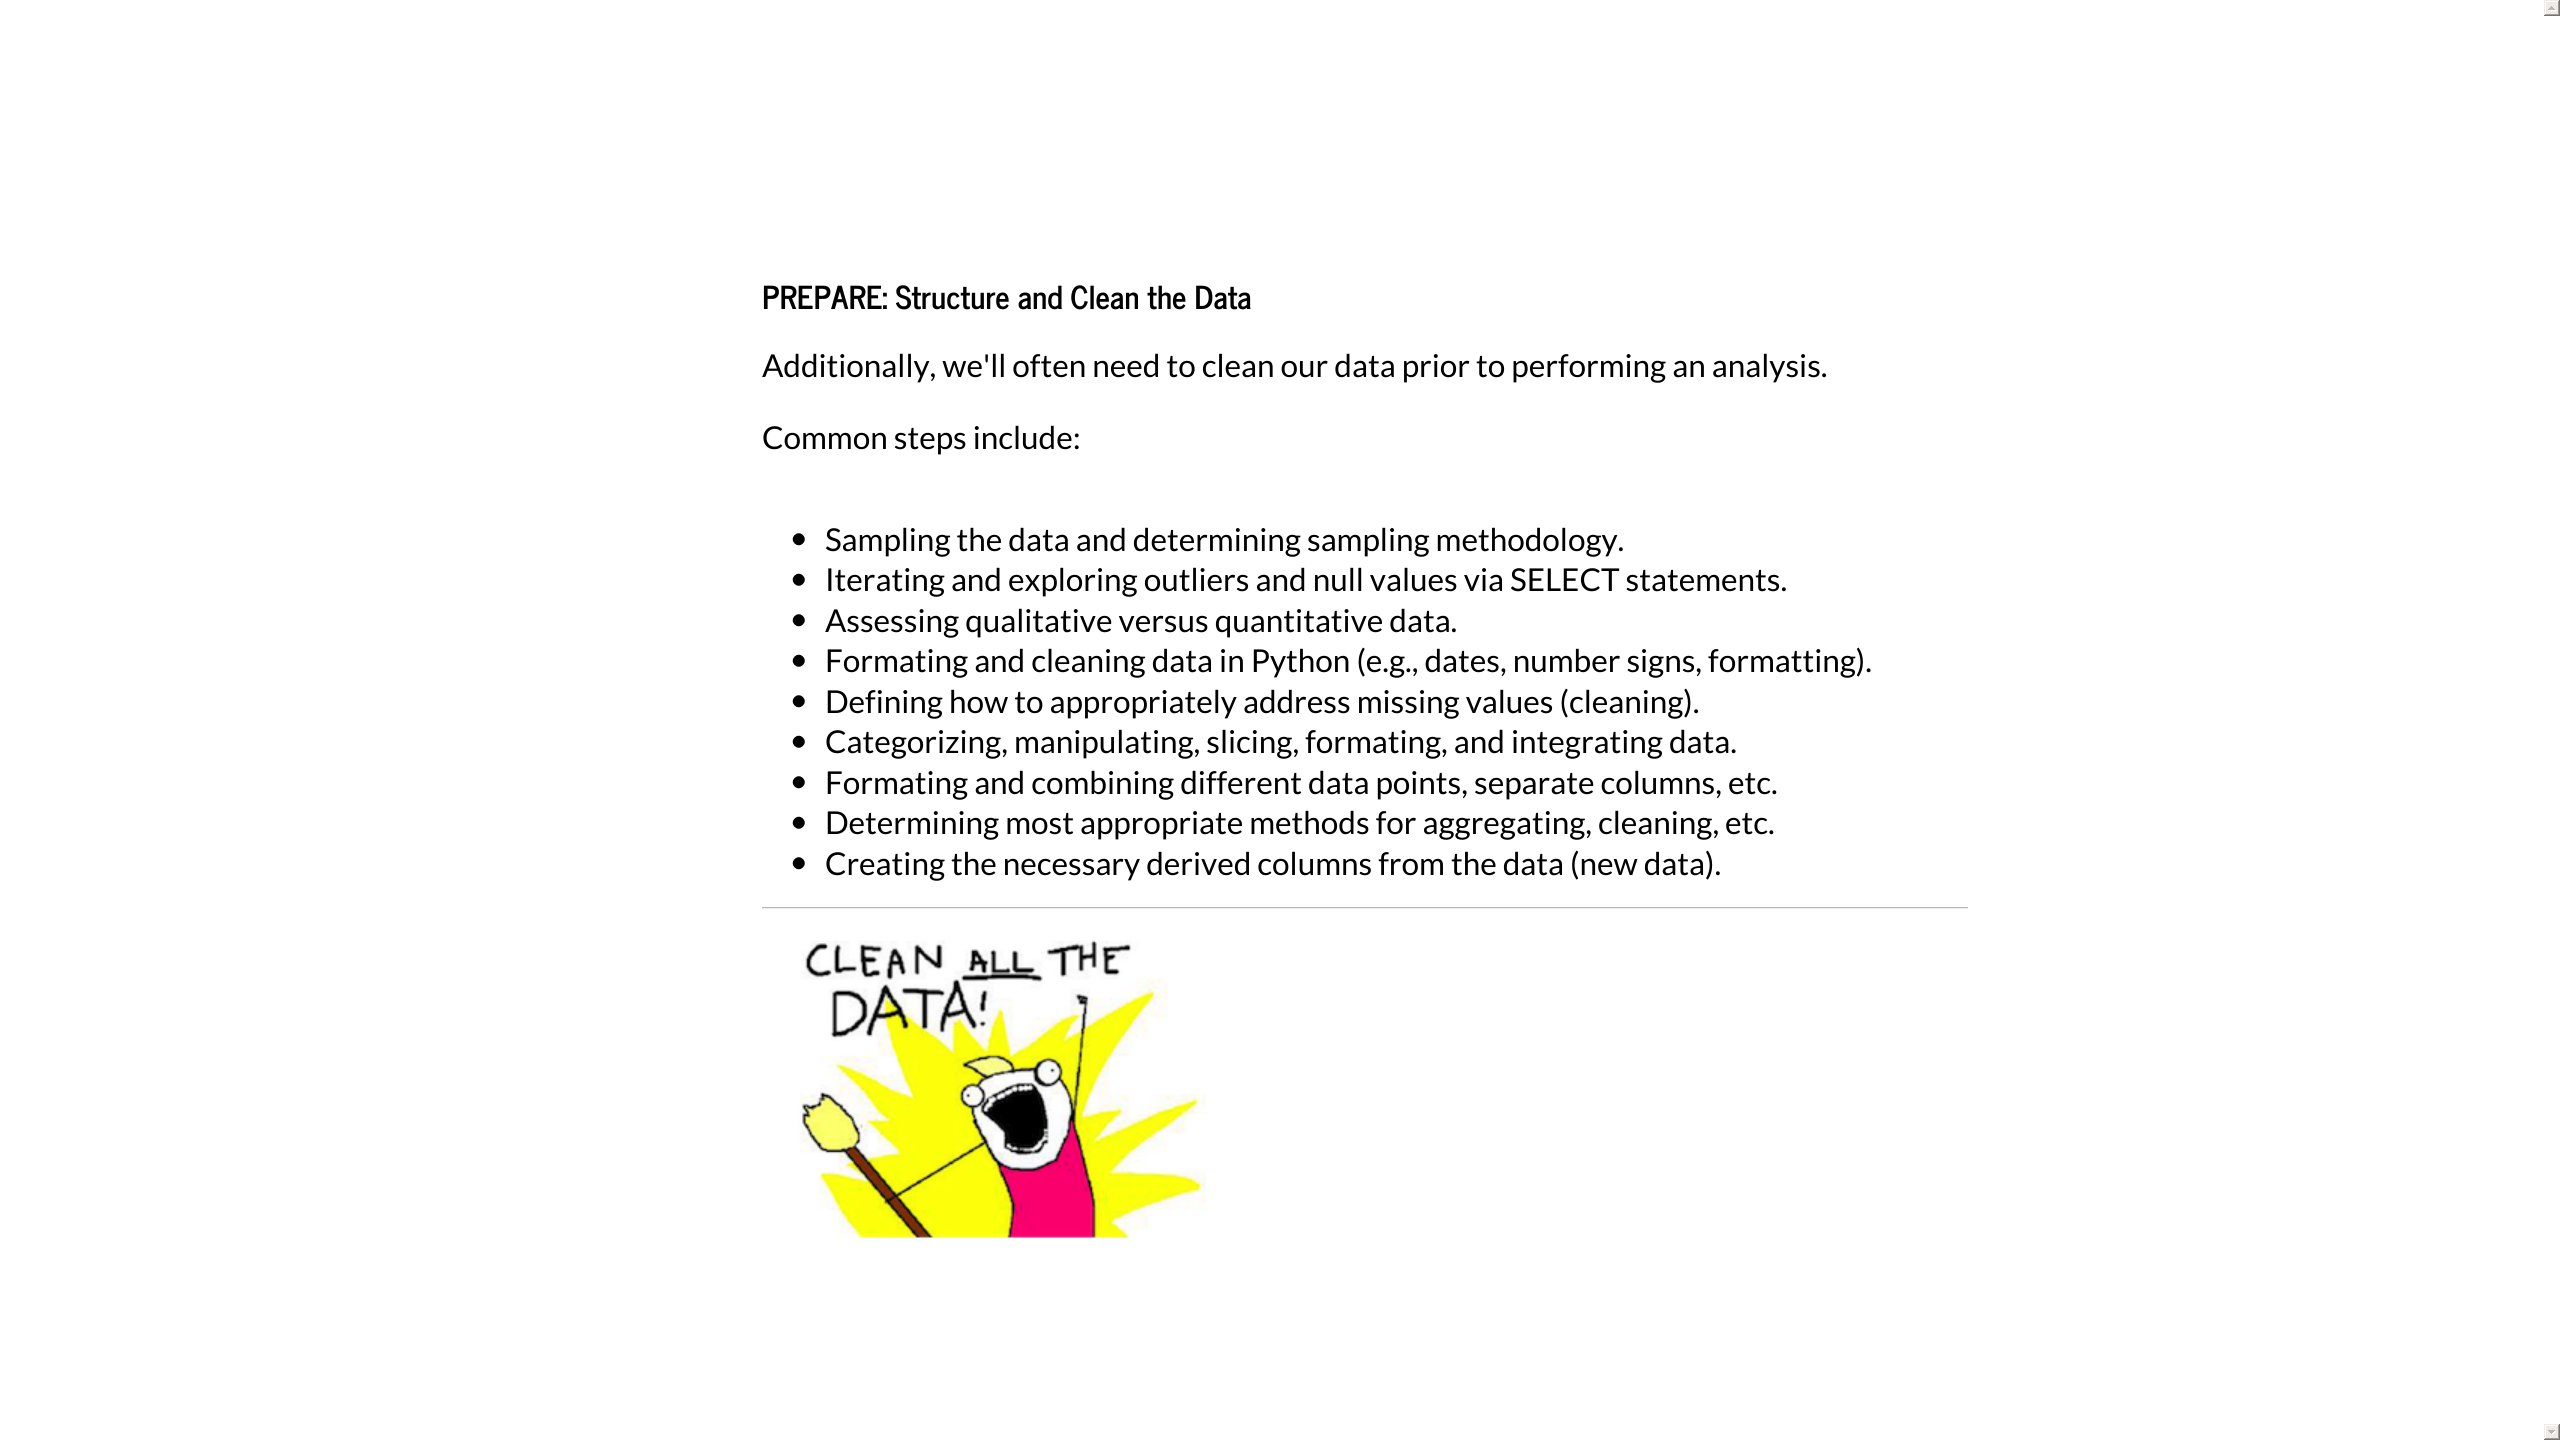 PREPARE: Structure and Clean the Data
Additionally, we'll often need to clean our data prior to performing an analysis.
Common steps include:
• Sampling the data and determining sampling methodology.
• Iterating and exploring outliers and null values via SELECT statements.
• Assessing qualitative versus quantitative data.
• Formating and cleaning data in Python (e.g., dates, number signs, formatting).
• Defining how to appropriately address missing values (cleaning).
• Categorizing, manipulating, slicing, formating, and integrating data.
• Formating and combining different data points, separate columns, etc.
• Determining most appropriate methods for aggregating, cleaning, etc.
• Creating the necessary derived columns from the data (new data).
CLEAN ALL THE
DATA!